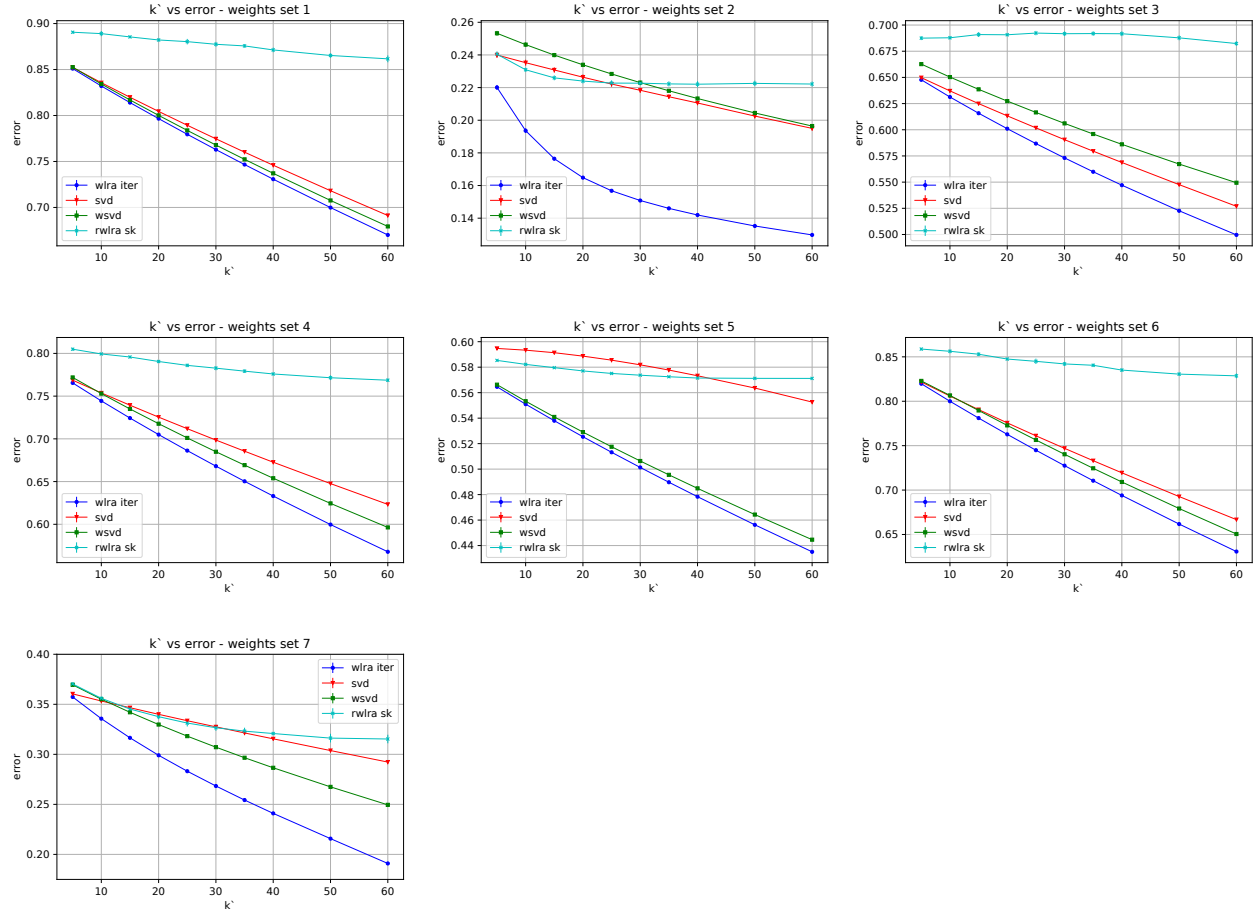 k` vs error - weights set 1
error
0.90
0.85
0.80
0.75
0.70
wlra iter
svd
wsvd
rwlra sk
10 20 30 40 50 60
k`
k` vs error - weights set 2
error
0.26
0.24
0.22
0.20
0.18
0.16
0.14
wlra iter
svd
wsvd
rwlra sk
10 20 30 40 50 60
k`
k` vs error - weights set 3
error
0.700
0.675
0.650
0.625
0.600
0.575
0.550
0.525
0.500
wlra iter
svd
wsvd
rwlra sk
10 20 30 40 50 60
k`
k` vs error - weights set 4
error
0.80
0.75
0.70
0.65
0.60
wlra iter
svd
wsvd
rwlra sk
10 20 30 40 50 60
k`
k` vs error - weights set 5
error
0.60
0.58
0.56
0.54
0.52
0.50
0.48
0.46
0.44
wlra iter
svd
wsvd
rwlra sk
10 20 30 40 50 60
k`
k` vs error - weights set 6
error
0.85
0.80
0.75
0.70
0.65
wlra iter
svd
wsvd
rwlra sk
10 20 30 40 50 60
k`
k` vs error - weights set 7
error
0.40
0.35
0.30
0.25
0.20
wlra iter
svd
wsvd
rwlra sk
10 20 30 40 50 60
k`